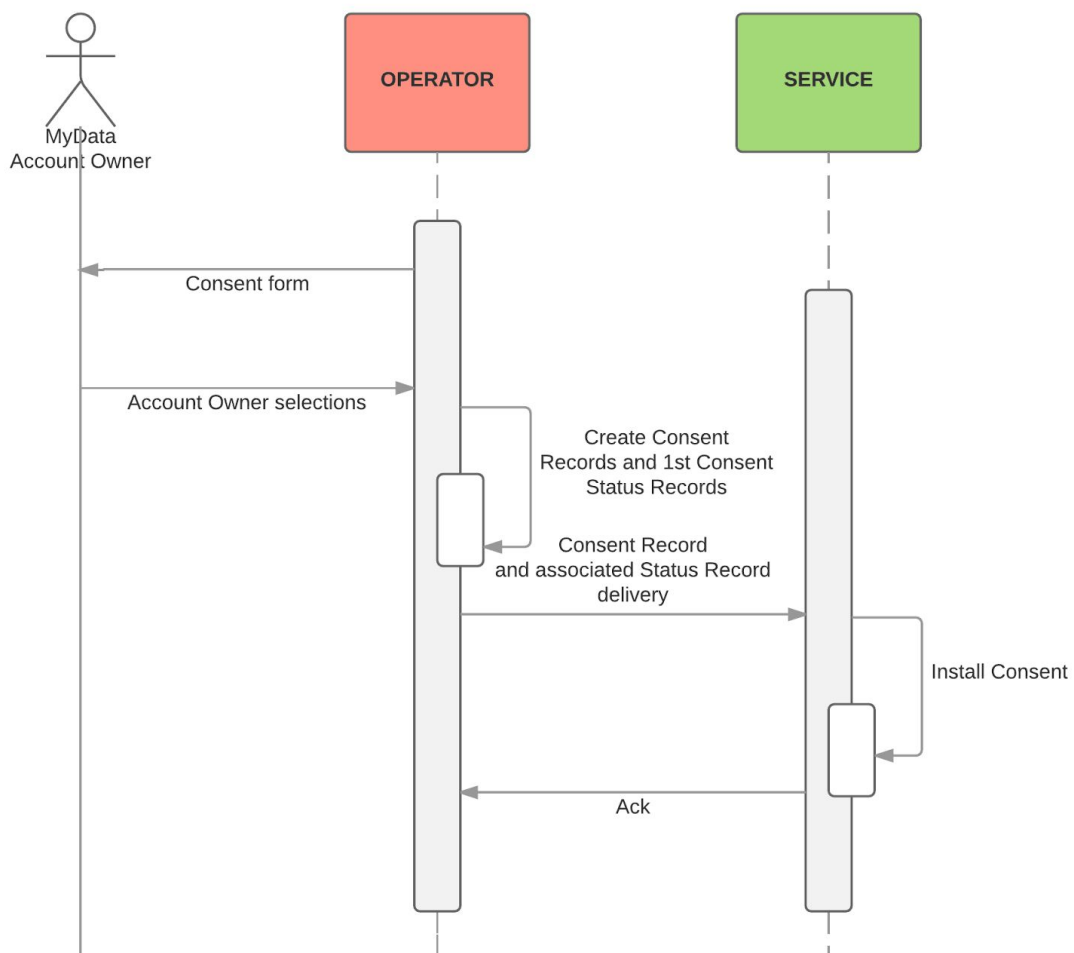 MyData
Account Owner
OPERATOR
SERVICE
Consent form
Account Owner selections
Create Consent
Records and 1st Consent
Status Records
Consent Record
and associated Status Record
delivery
Install Consent
Ack